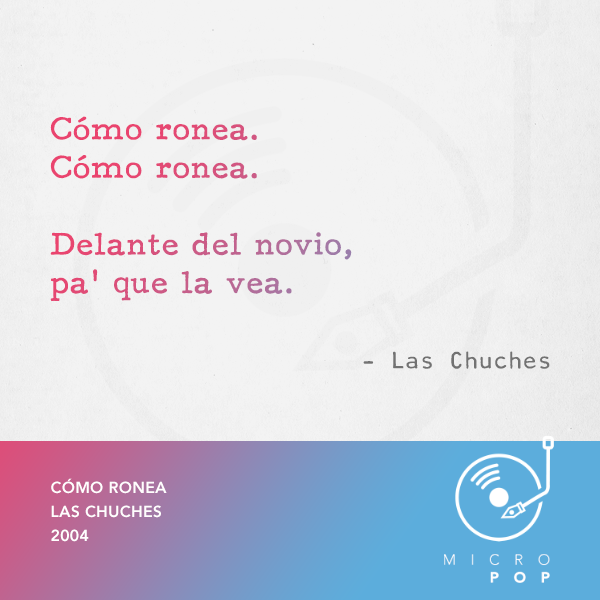 Cómo ronea.
Cómo ronea.
Delante del novio,
pa' que la vea.
- Las Chuches
CÓMO RONEA
LAS CHUCHES
2004
MICRO
POP